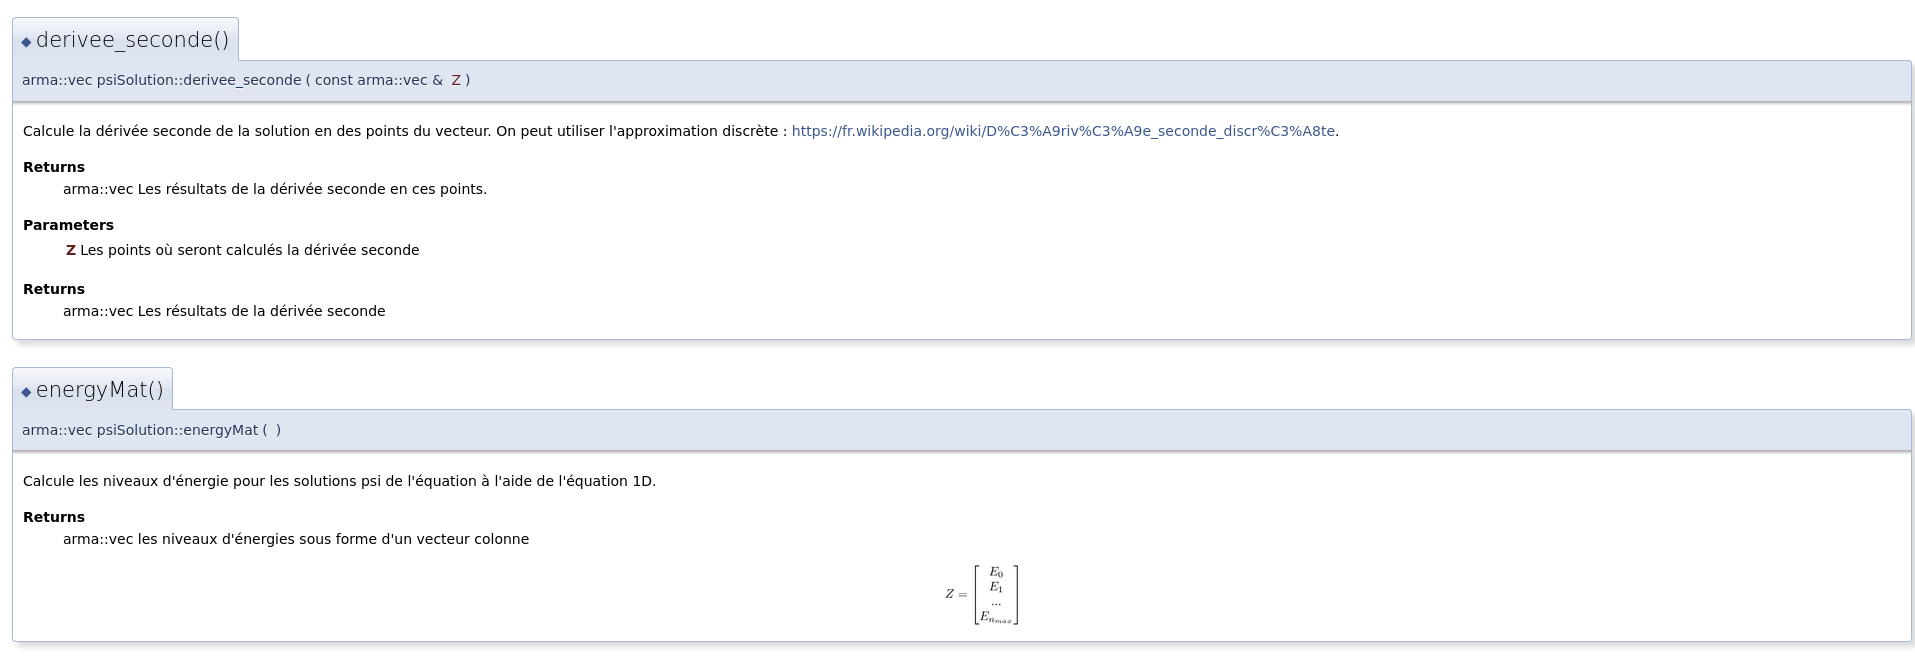 ◆ derivee_seconde()
arma::vec psiSolution::derivee_seconde ( const arma::vec & Z )
Calcule la dérivée seconde de la solution en des points du vecteur. On peut utiliser l'approximation discrète : https://fr.wikipedia.org/wiki/D%C3%A9riv%C3%A9e_seconde_discr%C3%A8te.
Returns
arma::vec Les résultats de la dérivée seconde en ces points.
Parameters
Z Les points où seront calculés la dérivée seconde
Returns
arma::vec Les résultats de la dérivée seconde
◆ energyMat()
arma::vec psiSolution::energyMat ( )
Calcule les niveaux d'énergie pour les solutions psi de l'équation à l'aide de l'équation 1D.
Returns
arma::vec les niveaux d'énergies sous forme d'un vecteur colonne
E_0
E_1
Z =
...
E_{n_{max}}